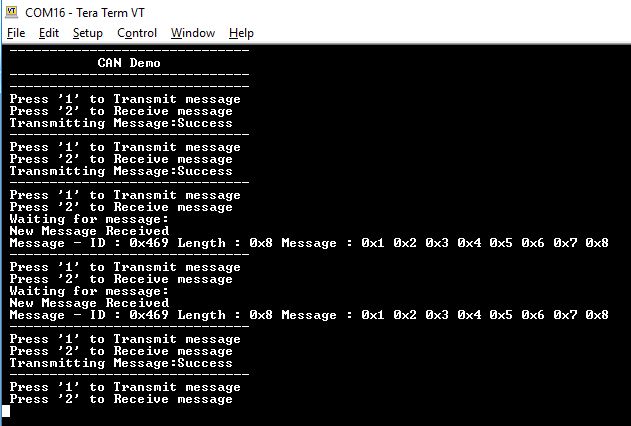 VT COM16 - Tera Term VT
File Edit Setup Control Window Help
------------------------------
CAN Demo
------------------------------
------------------------------
Press '1' to Transmit message
Press '2' to Receive message
Transmitting Message:Success
------------------------------
Press '1' to Transmit message
Press '2' to Receive message
Transmitting Message:Success
------------------------------
Press '1' to Transmit message
Press '2' to Receive message
Waiting for message:
New Message Received
Message - ID : 0x469 Length : 0x8 Message : 0x1 0x2 0x3 0x4 0x5 0x6 0x7 0x8
------------------------------
Press '1' to Transmit message
Press '2' to Receive message
Waiting for message:
New Message Received
Message - ID : 0x469 Length : 0x8 Message : 0x1 0x2 0x3 0x4 0x5 0x6 0x7 0x8
------------------------------
Press '1' to Transmit message
Press '2' to Receive message
Transmitting Message:Success
------------------------------
Press '1' to Transmit message
Press '2' to Receive message